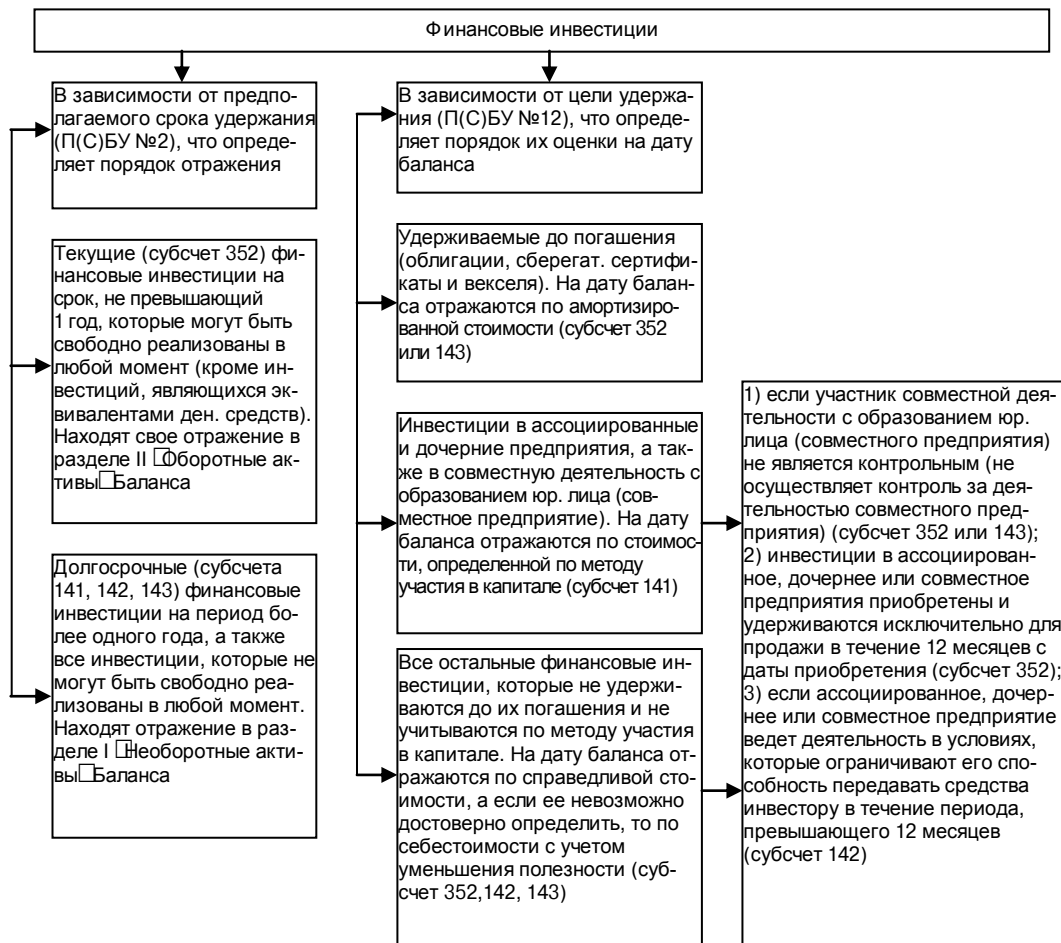 Финансовые инвестиции
В зависимости от предпо-
лагаемого срока удержания
(П(С)БУ №2), что опреде-
ляет порядок отражения
Текущие (субсчет 352) фи-
нансовые инвестиции на
срок, не превышающий
1 год, которые могут быть
свободно реализованы в
любой момент (кроме ин-
вестиций, являющихся эк-
вивалентами ден. средств).
Находят свое отражение в
разделе II □Оборотные ак-
тивы□Баланса
Долгосрочные (субсчета
141, 142, 143) финансовые
инвестиции на период бо-
лее одного года, а также
все инвестиции, которые не
могут быть свободно реа-
лизованы в любой момент.
Находят отражение в раз-
деле I □Необоротные акти-
вы□Баланса
В зависимости от цели удержа-
ния (П(С)БУ №12), что опреде-
ляет порядок их оценки на дату
баланса
Удерживаемые до погашения
(облигации, сберегат. сертифи-
каты и векселя). На дату балан-
са отражаются по амортизиро-
ванной стоимости (субсчет 352
или 143)
Инвестиции в ассоциированные
и дочерние предприятия, а так-
же в совместную деятельность с
образованием юр. лица (сов-
местное предприятие). На дату
баланса отражаются по стоимос-
ти, определенной по методу
участия в капитале (субсчет 141)
Все остальные финансовые ин-
вестиции, которые не удержи-
ваются до их погашения и не
учитываются по методу участия
в капитале. На дату баланса от-
ражаются по справедливой сто-
имости, а если ее невозможно
достоверно определить, то по
себестоимости с учетом
уменьшения полезности (суб-
счет 352,142, 143)
1) если участник совместной дея-
тельности с образованием юр.
лица (совместного предприятия)
не является контрольным (не
осуществляет контроль за дея-
тельностью совместного пред-
приятия) (субсчет 352 или 143);
2) инвестиции в ассоциирован-
ное, дочернее или совместное
предприятия приобретены и
удерживаются исключительно для
продажи в течение 12 месяцев с
даты приобретения (субсчет 352);
3) если ассоциированное, дочер-
нее или совместное предприятие
ведет деятельность в условиях,
которые ограничивают его спо-
собность передавать средства
инвестору в течение периода,
превышающего 12 месяцев
(субсчет 142)